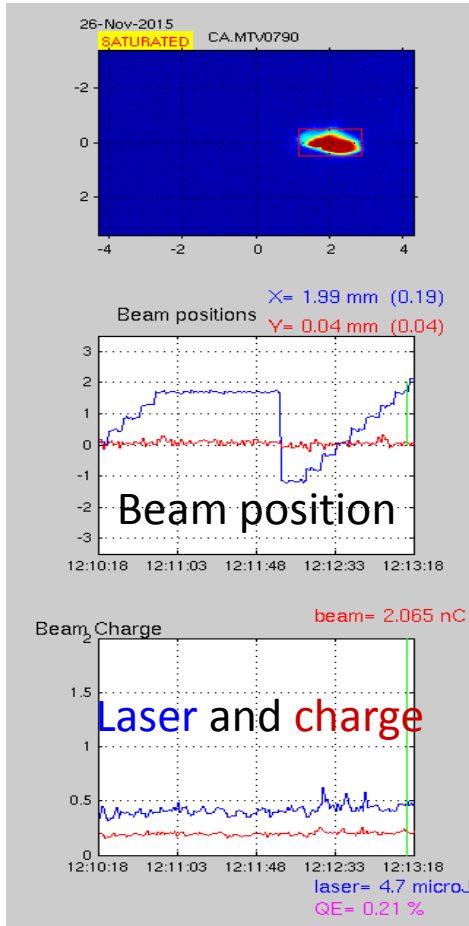 26-Nov-2015
SATURATED CA.MTV0790
-2
0
2
-4 -2 0 2 4
X= 1.99 mm (0.19)
Beam positions
Y= 0.04 mm (0.04)
3
2
1
0
-1
-2
-3
Beam position
12:10:18 12:11:03 12:11:48 12:12:33 12:13:18
beam= 2.065 nC
Beam Charge
2
1.5
1
0.5
0
Laser and charge
12:10:18 12:11:03 12:11:48 12:12:33 12:13:18
laser= 4.7 microJ
QE= 0.21 %